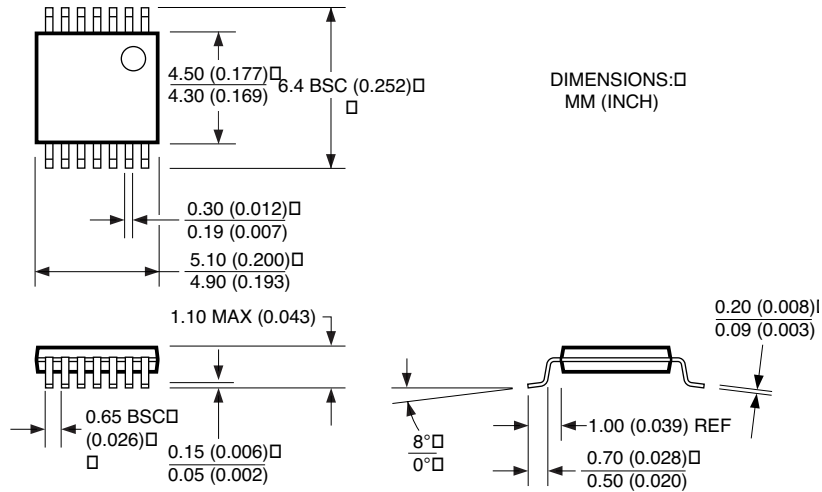 4.50 (0.177)□
4.30 (0.169)
6.4 BSC (0.252)□
□
DIMENSIONS:□
MM (INCH)
0.30 (0.012)□
0.19 (0.007)
5.10 (0.200)□
4.90 (0.193)
1.10 MAX (0.043)
0.20 (0.008)□
0.09 (0.003)
0.65 BSC□
(0.026)□
□
0.15 (0.006)□
0.05 (0.002)
8°□
0°□
1.00 (0.039) REF
0.70 (0.028)□
0.50 (0.020)